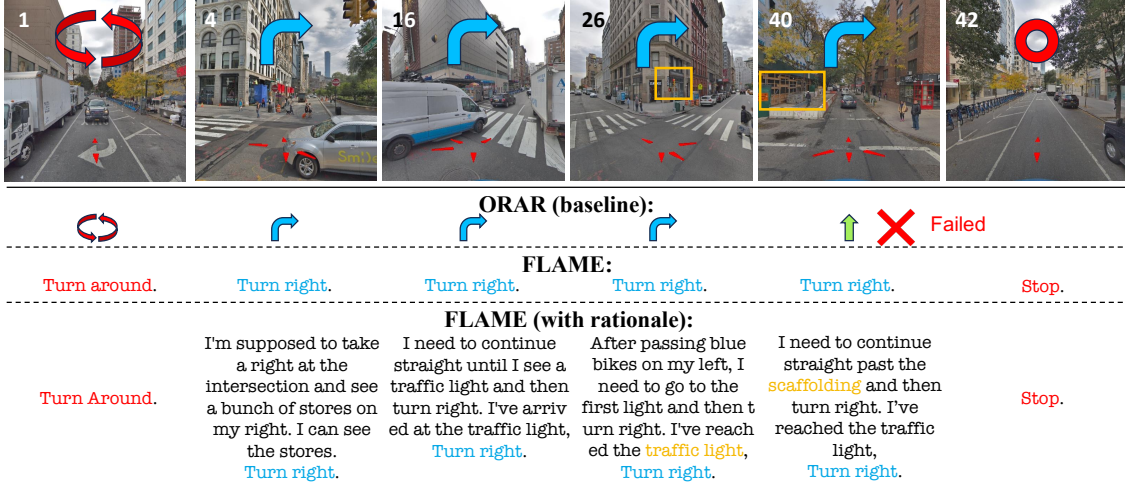 1
4
16
26
40
42
ORAR (baseline):
Failed
FLAME:
Turn around.
Turn right.
Turn right.
Turn right.
Turn right.
Stop.
FLAME (with rationale):
Turn Around.
I'm supposed to take
a right at the
intersection and see
a bunch of stores on
my right. I can see
the stores.
Turn right.
I need to continue
straight until I see a
traffic light and then
turn right. I've arriv
ed at the traffic light,
Turn right.
After passing blue
bikes on my left, I
need to go to the
first light and then t
urn right. I've reach
ed the traffic light,
Turn right.
I need to continue
straight past the
scaffolding and then
turn right. I've
reached the traffic
light,
Turn right.
Stop.